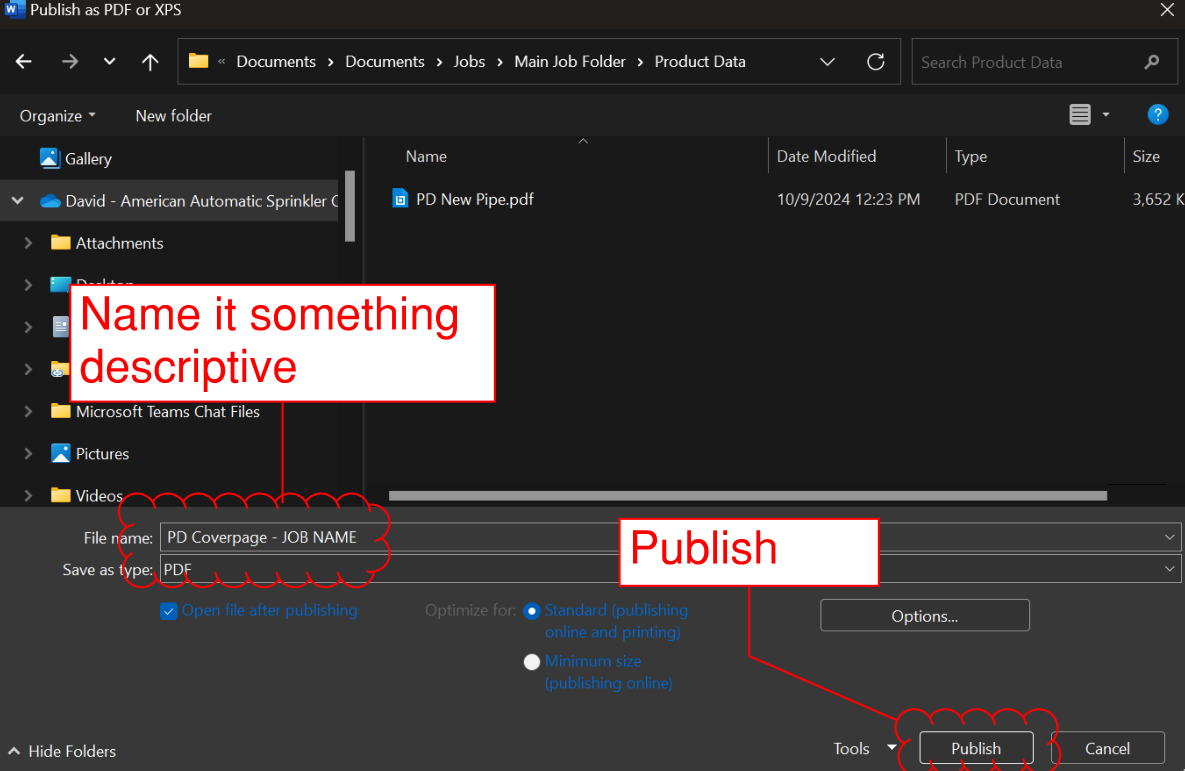 Publish as PDF or XPS
« Documents › Documents › Jobs › Main Job Folder › Product Data
Search Product Data
Organize New folder
Gallery
Name Date Modified Type Size
David - American Automatic Sprinkler C
PD New Pipe.pdf 10/9/2024 12:23 PM PDF Document 3,652 K
Attachments
Desktop
Name it something
descriptive
Microsoft Teams Chat Files
Pictures
Videos
File name: PD Coverpage - JOB NAME
Save as type: PDF
Publish
Open file after publishing
Optimize for: Standard (publishing
online and printing)
Minimum size
(publishing online)
Options...
Hide Folders
Tools Publish Cancel